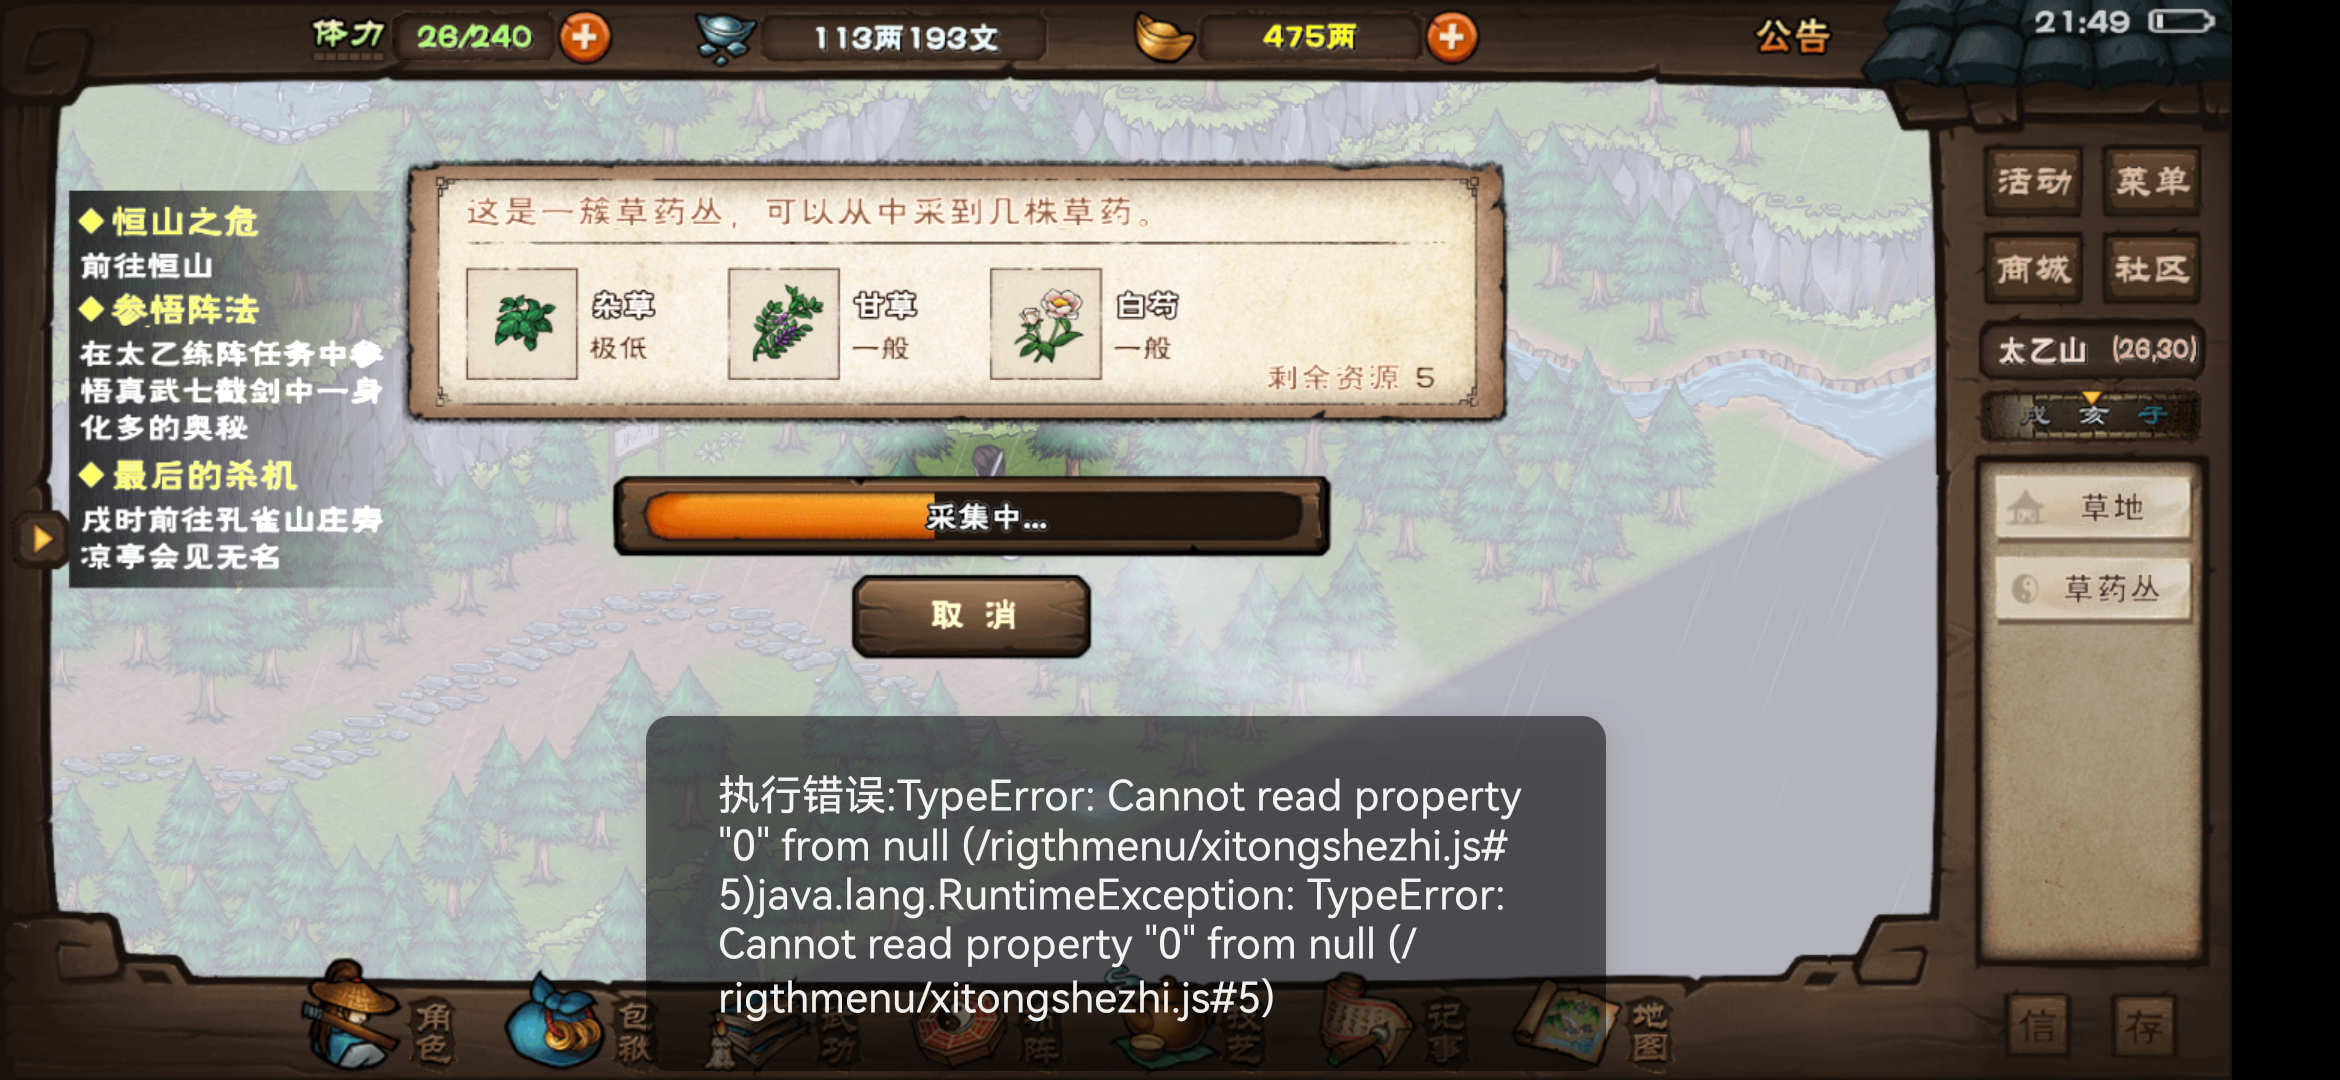 体力 26/240 113两193文 475两 公告 21:49
活动 菜单
商城 社区
太乙山 (26,30)
戌 亥 子
草地
草药丛
◆恒山之危
前往恒山
◆参悟阵法
在太乙练阵任务中参
悟真武七截剑中一身
化多的奥秘
◆最后的杀机
戌时前往孔雀山庄旁
凉亭会见无名
这是一簇草药丛，可以从中采到几株草药。
杂草 甘草 白芍
极低 一般 一般
剩余资源 5
采集中...
取 消
执行错误:TypeError: Cannot read property
"0" from null (/rigthmenu/xitongshezhi.js#
5)java.lang.RuntimeException: TypeError:
Cannot read property "0" from null (/
rigthmenu/xitongshezhi.js#5)
角色 包袱 武功 布阵 技艺 记事 地图 信 存